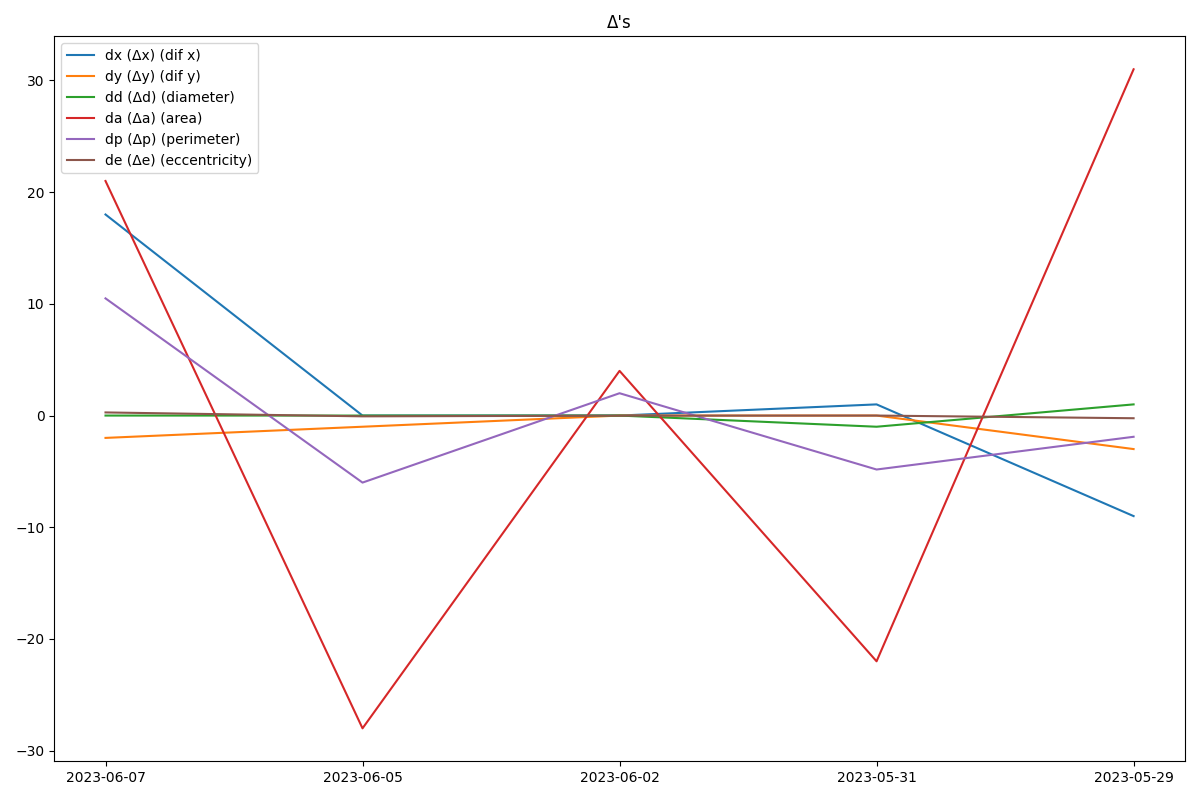 Δ's
dx (Δx) (dif x)
dy (Δy) (dif y)
dd (Δd) (diameter)
da (Δa) (area)
dp (Δp) (perimeter)
de (Δe) (eccentricity)
30
20
10
0
−10
−20
−30
2023-06-07 2023-06-05 2023-06-02 2023-05-31 2023-05-29